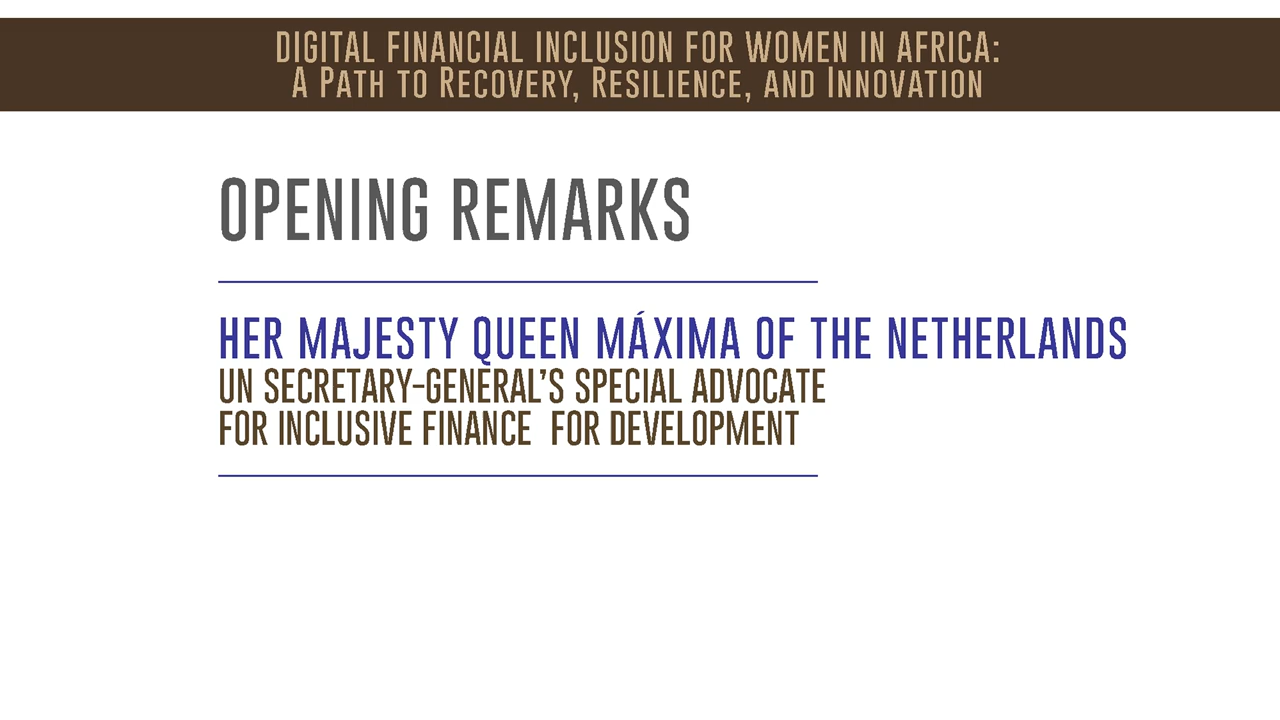 DIGITAL FINANCIAL INCLUSION FOR WOMEN IN AFRICA:
A PATH TO RECOVERY, RESILIENCE, AND INNOVATION
OPENING REMARKS
HER MAJESTY QUEEN MÁXIMA OF THE NETHERLANDS
UN SECRETARY-GENERAL'S SPECIAL ADVOCATE
FOR INCLUSIVE FINANCE FOR DEVELOPMENT